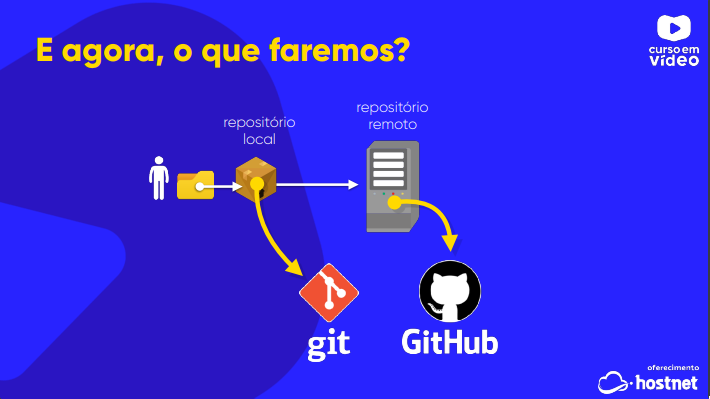 E agora, o que faremos?
curso em
vídeo
repositório
local
repositório
remoto
git
GitHub
oferecimento
hostnet